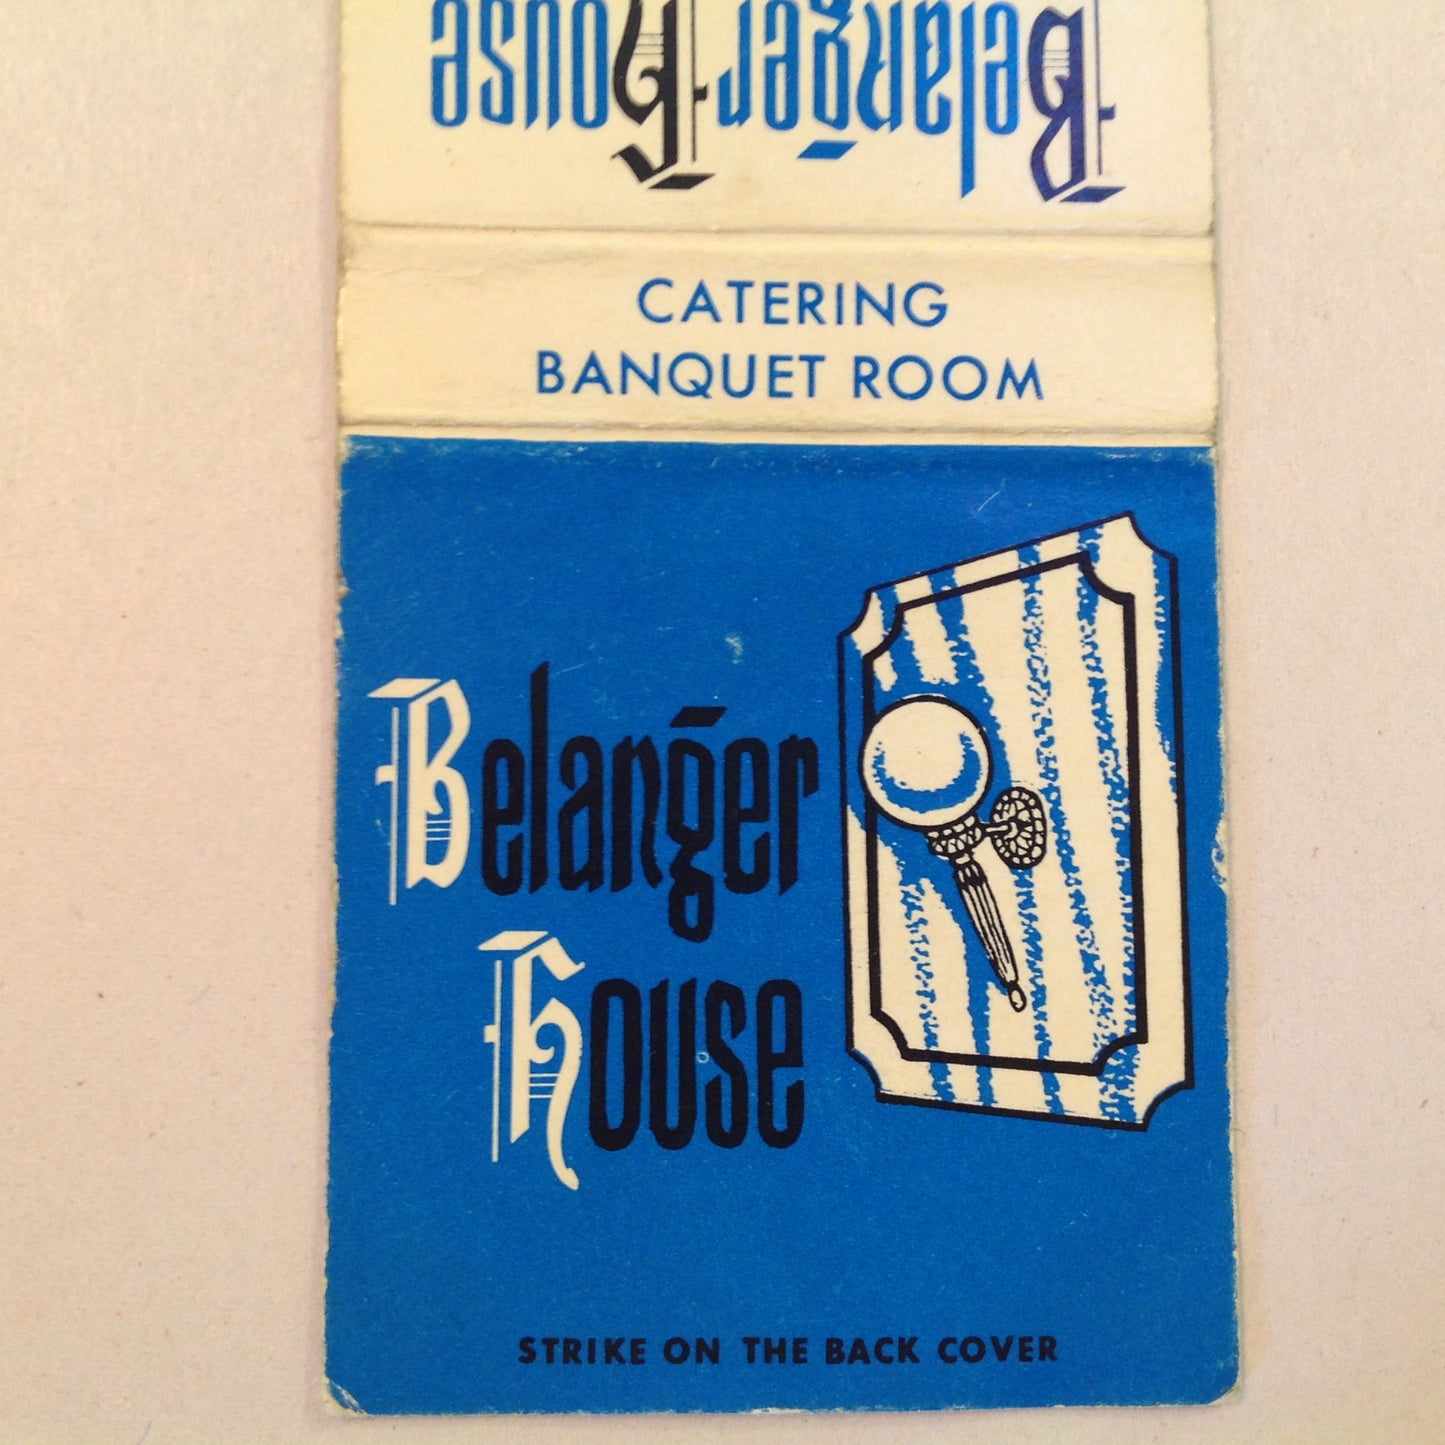 Belanger House
CATERING
BANQUET ROOM
Belanger
House
STRIKE ON THE BACK COVER